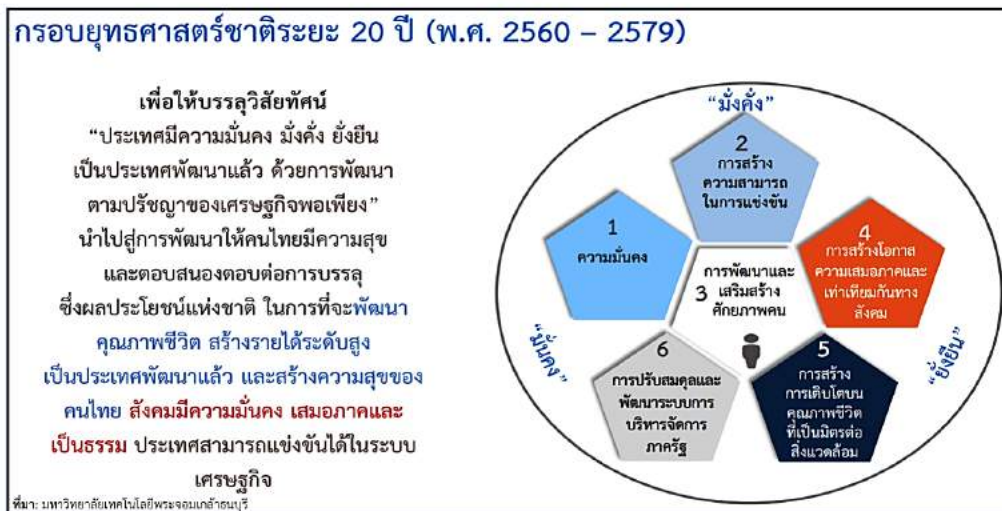 กรอบยุทธศาสตร์ชาติระยะ 20 ปี (พ.ศ. 2560 – 2579)
เพื่อให้บรรลุวิสัยทัศน์
“ประเทศมีความมั่นคง มั่งคั่ง ยั่งยืน
เป็นประเทศพัฒนาแล้ว ด้วยการพัฒนา
ตามปรัชญาของเศรษฐกิจพอเพียง”
นำไปสู่การพัฒนาให้คนไทยมีความสุข
และตอบสนองตอบต่อการบรรลุ
ซึ่งผลประโยชน์แห่งชาติ ในการที่จะพัฒนา
คุณภาพชีวิต สร้างรายได้ระดับสูง
เป็นประเทศพัฒนาแล้ว และสร้างความสุขของ
คนไทย สังคมมีความมั่นคง เสมอภาคและ
เป็นธรรม ประเทศสามารถแข่งขันได้ในระบบ
เศรษฐกิจ
ที่มา: มหาวิทยาลัยเทคโนโลยีพระจอมเกล้าธนบุรี
“มั่งคั่ง”
“มั่นคง”
“ยั่งยืน”
1
ความมั่นคง
2
การสร้าง
ความสามารถ
ในการแข่งขัน
การพัฒนาและ
3 เสริมสร้าง
ศักยภาพคน
4
การสร้างโอกาส
ความเสมอภาคและ
เท่าเทียมกันทาง
สังคม
5
การสร้าง
การเติบโตบน
คุณภาพชีวิต
ที่เป็นมิตรต่อ
สิ่งแวดล้อม
6
การปรับสมดุลและ
พัฒนาระบบการ
บริหารจัดการ
ภาครัฐ